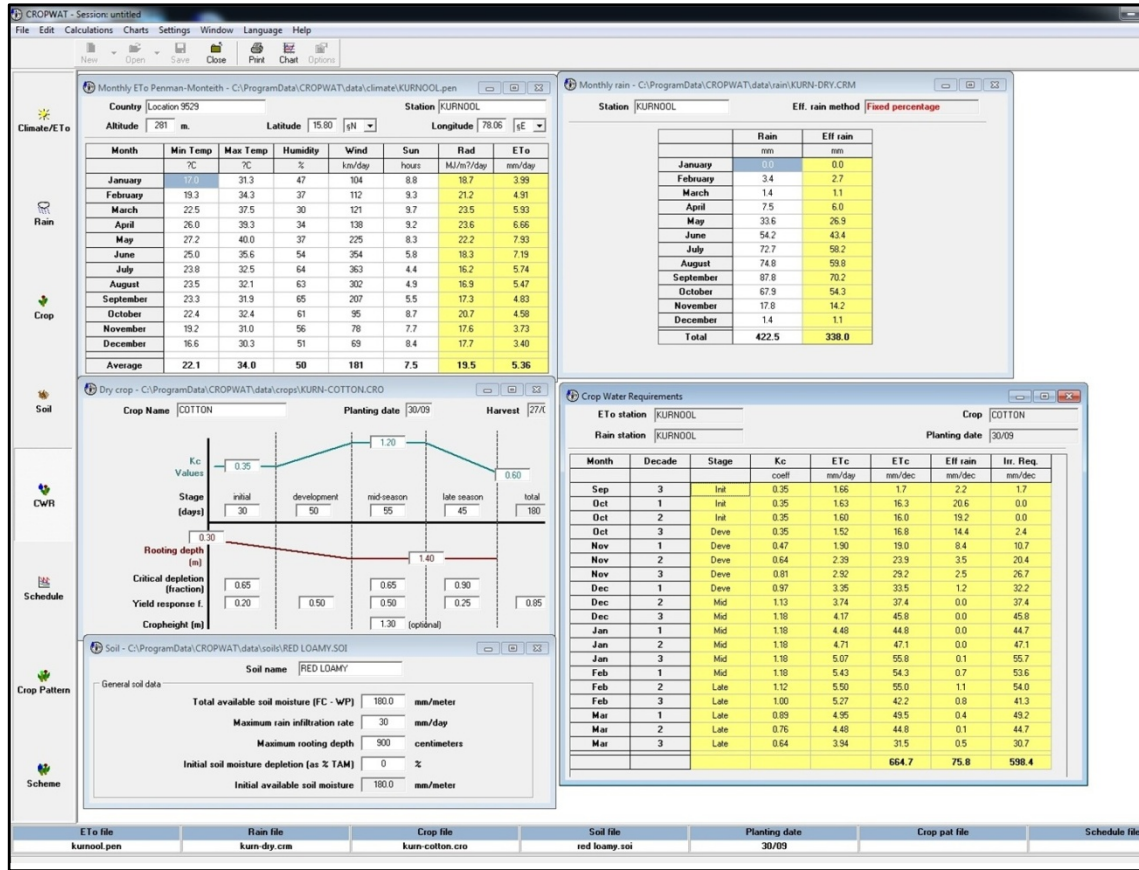 CROPWAT - Session: untitled
File Edit Calculations Charts Settings Window Language Help
New Open Save Close Print Chart Options
Climate/ETo
Rain
Crop
Soil
CWR
Schedule
Crop Pattern
Scheme
Monthly ETo Penman-Monteith - C:\ProgramData\CROPWAT\data\climate\KURNOOL.pen
Country Location 9529 Station KURNOOL
Altitude 281 m. Latitude 15.80 §N Longitude 78.06 §E
Month Min Temp Max Temp Humidity Wind Sun Rad ETo
?C ?C % km/day hours MJ/m?/day mm/day
January 17.0 31.3 47 104 8.8 18.7 3.99
February 19.3 34.3 37 112 9.3 21.2 4.91
March 22.5 37.5 30 121 9.7 23.5 5.93
April 26.0 39.3 34 138 9.2 23.6 6.66
May 27.2 40.0 37 225 8.3 22.2 7.93
June 25.0 35.6 54 354 5.8 18.3 7.19
July 23.8 32.5 64 363 4.4 16.2 5.74
August 23.5 32.1 63 302 4.9 16.9 5.47
September 23.3 31.9 65 207 5.5 17.3 4.83
October 22.4 32.4 61 95 8.7 20.7 4.58
November 19.2 31.0 56 78 7.7 17.6 3.73
December 16.6 30.3 51 69 8.4 17.7 3.40
Average 22.1 34.0 50 181 7.5 19.5 5.36
Monthly rain - C:\ProgramData\CROPWAT\data\rain\KURN-DRY.CRM
Station KURNOOL Eff. rain method Fixed percentage
Rain Eff rain
mm mm
January 0.0 0.0
February 3.4 2.7
March 1.4 1.1
April 7.5 6.0
May 33.6 26.9
June 54.2 43.4
July 72.7 58.2
August 74.8 59.8
September 87.8 70.2
October 67.9 54.3
November 17.8 14.2
December 1.4 1.1
Total 422.5 338.0
Dry crop - C:\ProgramData\CROPWAT\data\crops\KURN-COTTON.CRO
Crop Name COTTON Planting date 30/09 Harvest 27/0
1.20
Kc
Values 0.35 0.60
Stage initial development mid-season late season total
(days) 30 50 55 45 180
0.30
Rooting depth
(m) 1.40
Critical depletion
(fraction) 0.65 0.65 0.90
Yield response f. 0.20 0.50 0.50 0.25 0.85
Cropheight (m) 1.30 (optional)
Soil - C:\ProgramData\CROPWAT\data\soils\RED LOAMY.SOI
Soil name RED LOAMY
General soil data
Total available soil moisture (FC - WP) 180.0 mm/meter
Maximum rain infiltration rate 30 mm/day
Maximum rooting depth 900 centimeters
Initial soil moisture depletion (as % TAM) 0 %
Initial available soil moisture 180.0 mm/meter
Crop Water Requirements
ETo station KURNOOL Crop COTTON
Rain station KURNOOL Planting date 30/09
Month Decade Stage Kc ETc ETc Eff rain Irr. Req.
coeff mm/day mm/dec mm/dec mm/dec
Sep 3 Init 0.35 1.66 1.7 2.2 1.7
Oct 1 Init 0.35 1.63 16.3 20.6 0.0
Oct 2 Init 0.35 1.60 16.0 19.2 0.0
Oct 3 Deve 0.35 1.52 16.8 14.4 2.4
Nov 1 Deve 0.47 1.90 19.0 8.4 10.7
Nov 2 Deve 0.64 2.39 23.9 3.5 20.4
Nov 3 Deve 0.81 2.92 29.2 2.5 26.7
Dec 1 Deve 0.97 3.35 33.5 1.2 32.2
Dec 2 Mid 1.13 3.74 37.4 0.0 37.4
Dec 3 Mid 1.18 4.17 45.8 0.0 45.8
Jan 1 Mid 1.18 4.48 44.8 0.0 44.7
Jan 2 Mid 1.18 4.71 47.1 0.0 47.1
Jan 3 Mid 1.18 5.07 55.8 0.1 55.7
Feb 1 Mid 1.18 5.43 54.3 0.7 53.6
Feb 2 Late 1.12 5.50 55.0 1.1 54.0
Feb 3 Late 1.00 5.27 42.2 0.8 41.3
Mar 1 Late 0.89 4.95 49.5 0.4 49.2
Mar 2 Late 0.76 4.48 44.8 0.1 44.7
Mar 3 Late 0.64 3.94 31.5 0.5 30.7
664.7 75.8 598.4
ETo file Rain file Crop file Soil file Planting date Crop pat file Schedule file
kurnool.pen kurn-dry.crm kurn-cotton.cro red loamy.soi 30/09